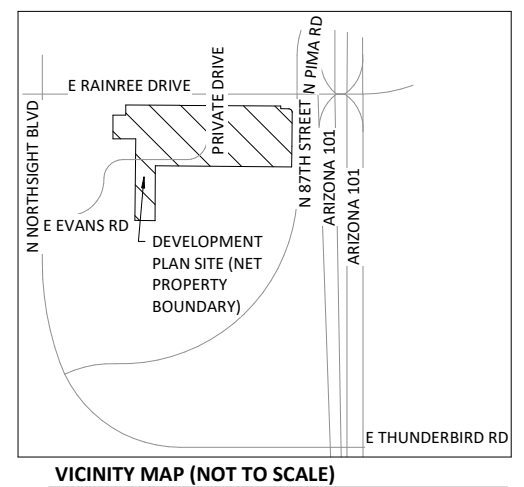 E RAINREE DRIVE
N NORTHSIGHT BLVD
PRIVATE DRIVE
N 87TH STREET
N PIMA RD
ARIZONA 101
ARIZONA 101
E EVANS RD
DEVELOPMENT
PLAN SITE (NET
PROPERTY
BOUNDARY)
E THUNDERBIRD RD
VICINITY MAP (NOT TO SCALE)